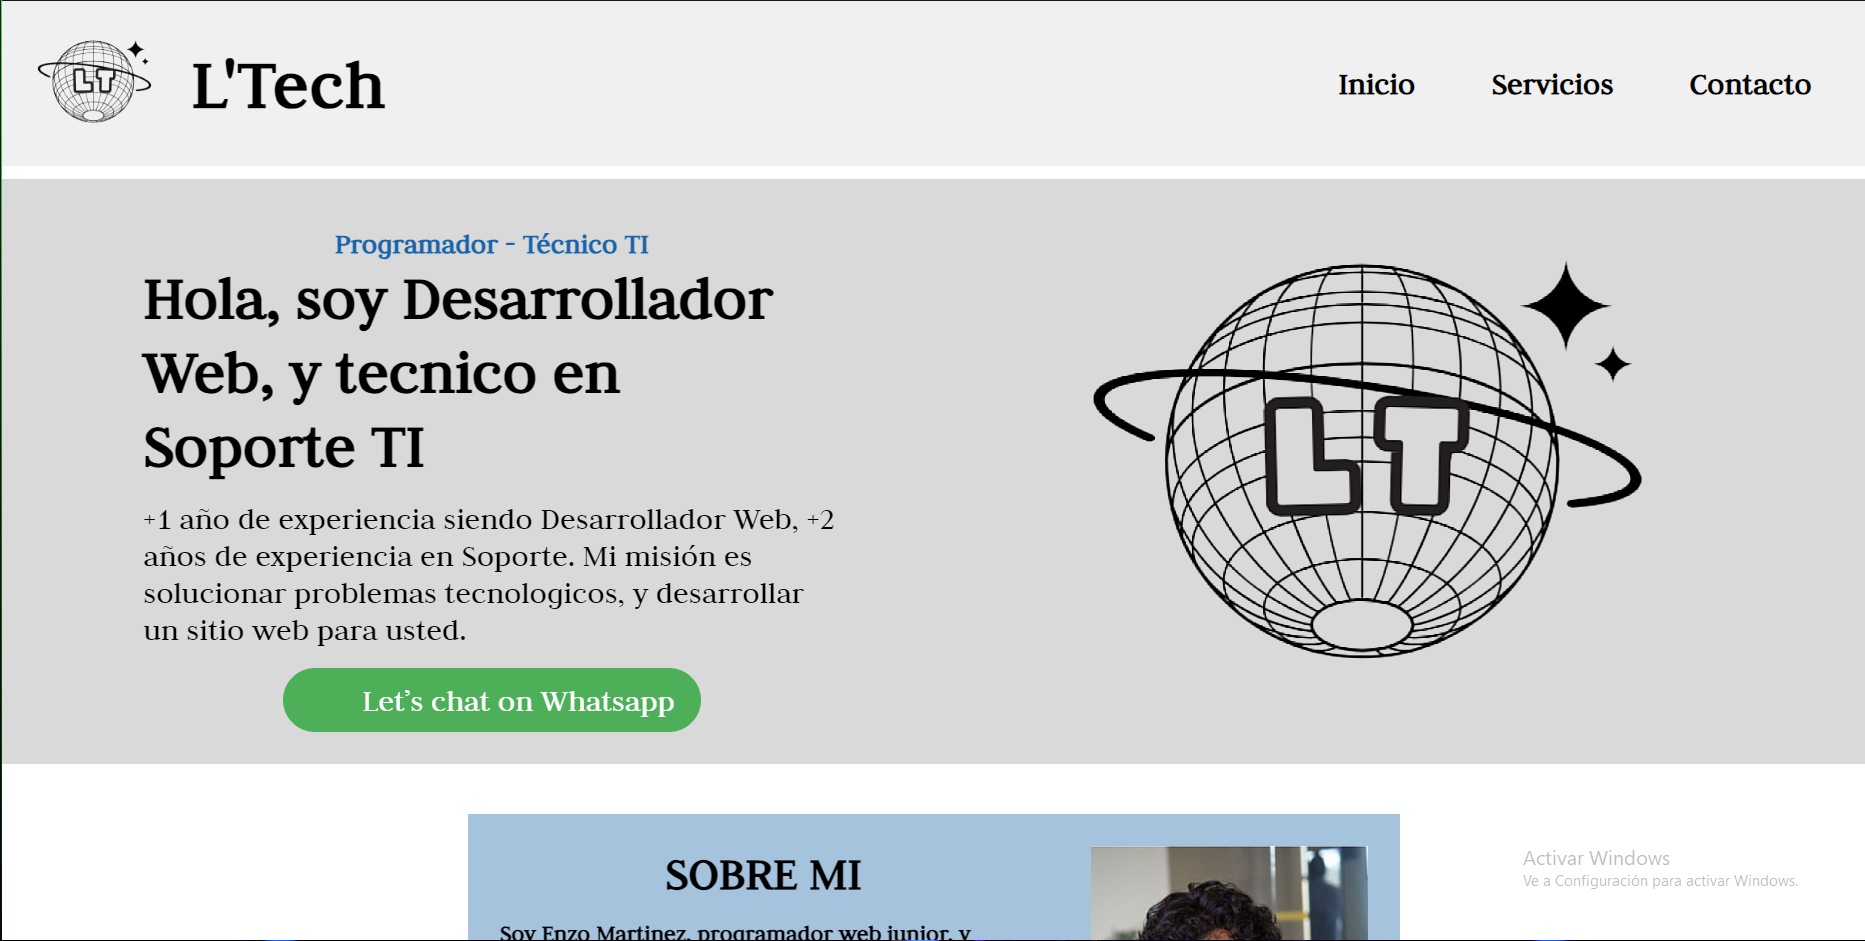 LT
L'Tech
Inicio
Servicios
Contacto
Programador - Técnico TI
Hola, soy Desarrollador
Web, y tecnico en
Soporte TI
+1 año de experiencia siendo Desarrollador Web, +2
años de experiencia en Soporte. Mi misión es
solucionar problemas tecnologicos, y desarrollar
un sitio web para usted.
Let’s chat on Whatsapp
LT
SOBRE MI
Soy Enzo Martinez, programador web junior, y
Activar Windows
Ve a Configuración para activar Windows.